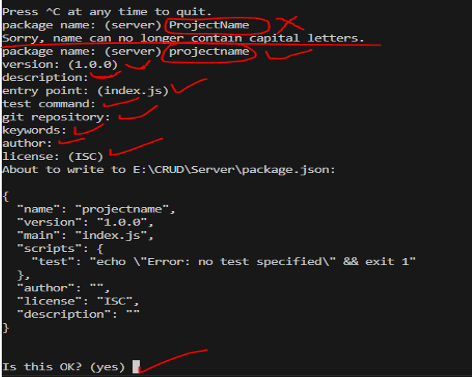 Press ^C at any time to quit.
package name: (server) ProjectName
Sorry, name can no longer contain capital letters.
package name: (server) projectname
version: (1.0.0)
description:
entry point: (index.js)
test command:
git repository:
keywords:
author:
license: (ISC)
About to write to E:\CRUD\Server\package.json:
{
  "name": "projectname",
  "version": "1.0.0",
  "main": "index.js",
  "scripts": {
    "test": "echo \"Error: no test specified\" && exit 1"
  },
  "author": "",
  "license": "ISC",
  "description": ""
}
Is this OK? (yes)